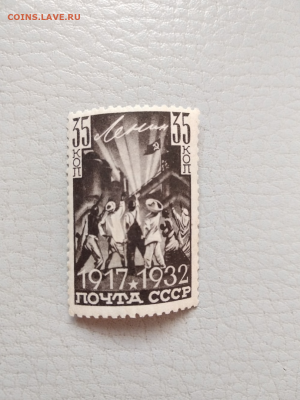 COINS.LAVE.RU
35 Ленин 35
КОП КОП
1917★1932
ПОЧТА СССР